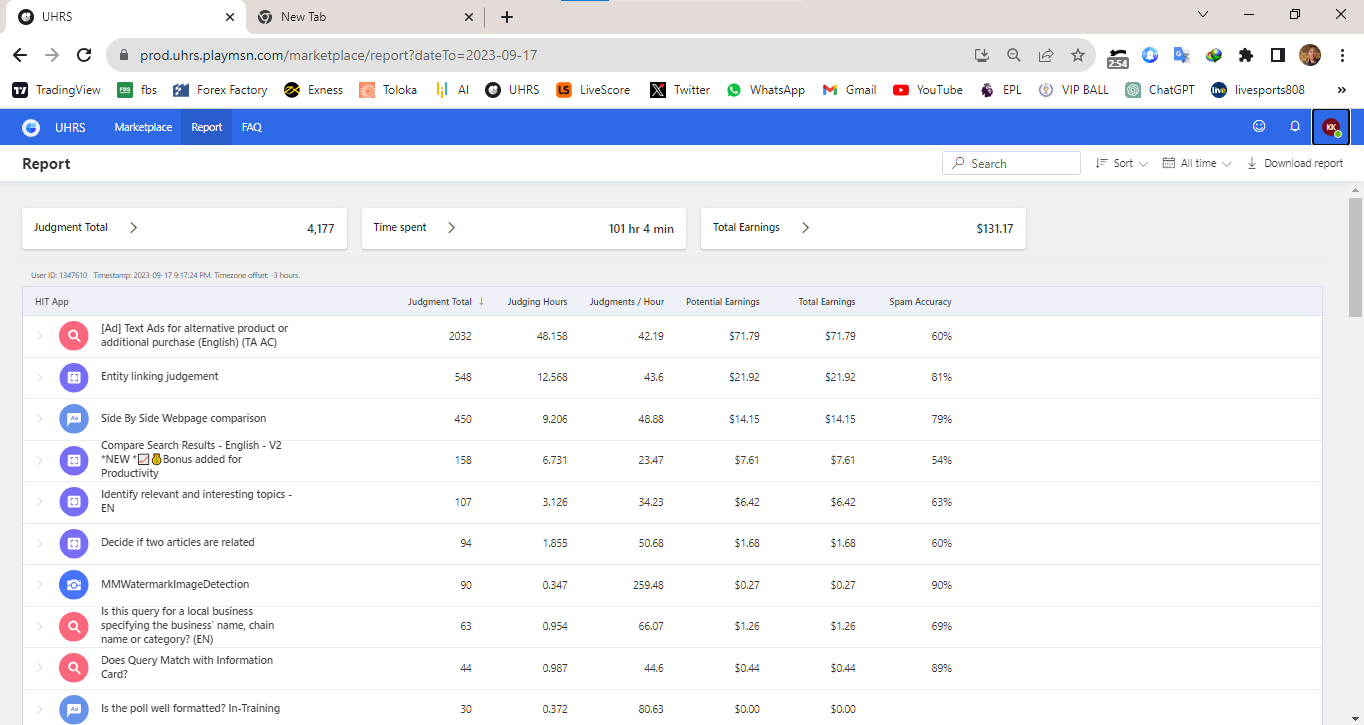 UHRS
New Tab
prod.uhrs.playmsn.com/marketplace/report?dateTo=2023-09-17
2:54
TradingView fbs Forex Factory Exness Toloka AI UHRS LiveScore Twitter WhatsApp Gmail YouTube EPL VIP BALL ChatGPT livesports808 »
UHRS Marketplace Report FAQ KK
Report Search Sort All time Download report
Judgment Total 4,177 Time spent 101 hr 4 min Total Earnings $131.17
User ID: 1347610 Timestamp: 2023-09-17 9:17:24 PM. Timezone offset: -3 hours.
HIT App Judgment Total ↓ Judging Hours Judgments / Hour Potential Earnings Total Earnings Spam Accuracy
[Ad] Text Ads for alternative product or
additional purchase (English) (TA AC)
2032 48.158 42.19 $71.79 $71.79 60%
Entity linking judgement 548 12.568 43.6 $21.92 $21.92 81%
Side By Side Webpage comparison 450 9.206 48.88 $14.15 $14.15 79%
Compare Search Results - English - V2
*NEW *📈💰Bonus added for
Productivity
158 6.731 23.47 $7.61 $7.61 54%
Identify relevant and interesting topics -
EN
107 3.126 34.23 $6.42 $6.42 63%
Decide if two articles are related 94 1.855 50.68 $1.68 $1.68 60%
MMWatermarkImageDetection 90 0.347 259.48 $0.27 $0.27 90%
Is this query for a local business
specifying the business' name, chain
name or category? (EN)
63 0.954 66.07 $1.26 $1.26 69%
Does Query Match with Information
Card?
44 0.987 44.6 $0.44 $0.44 89%
Is the poll well formatted? In-Training 30 0.372 80.63 $0.00 $0.00